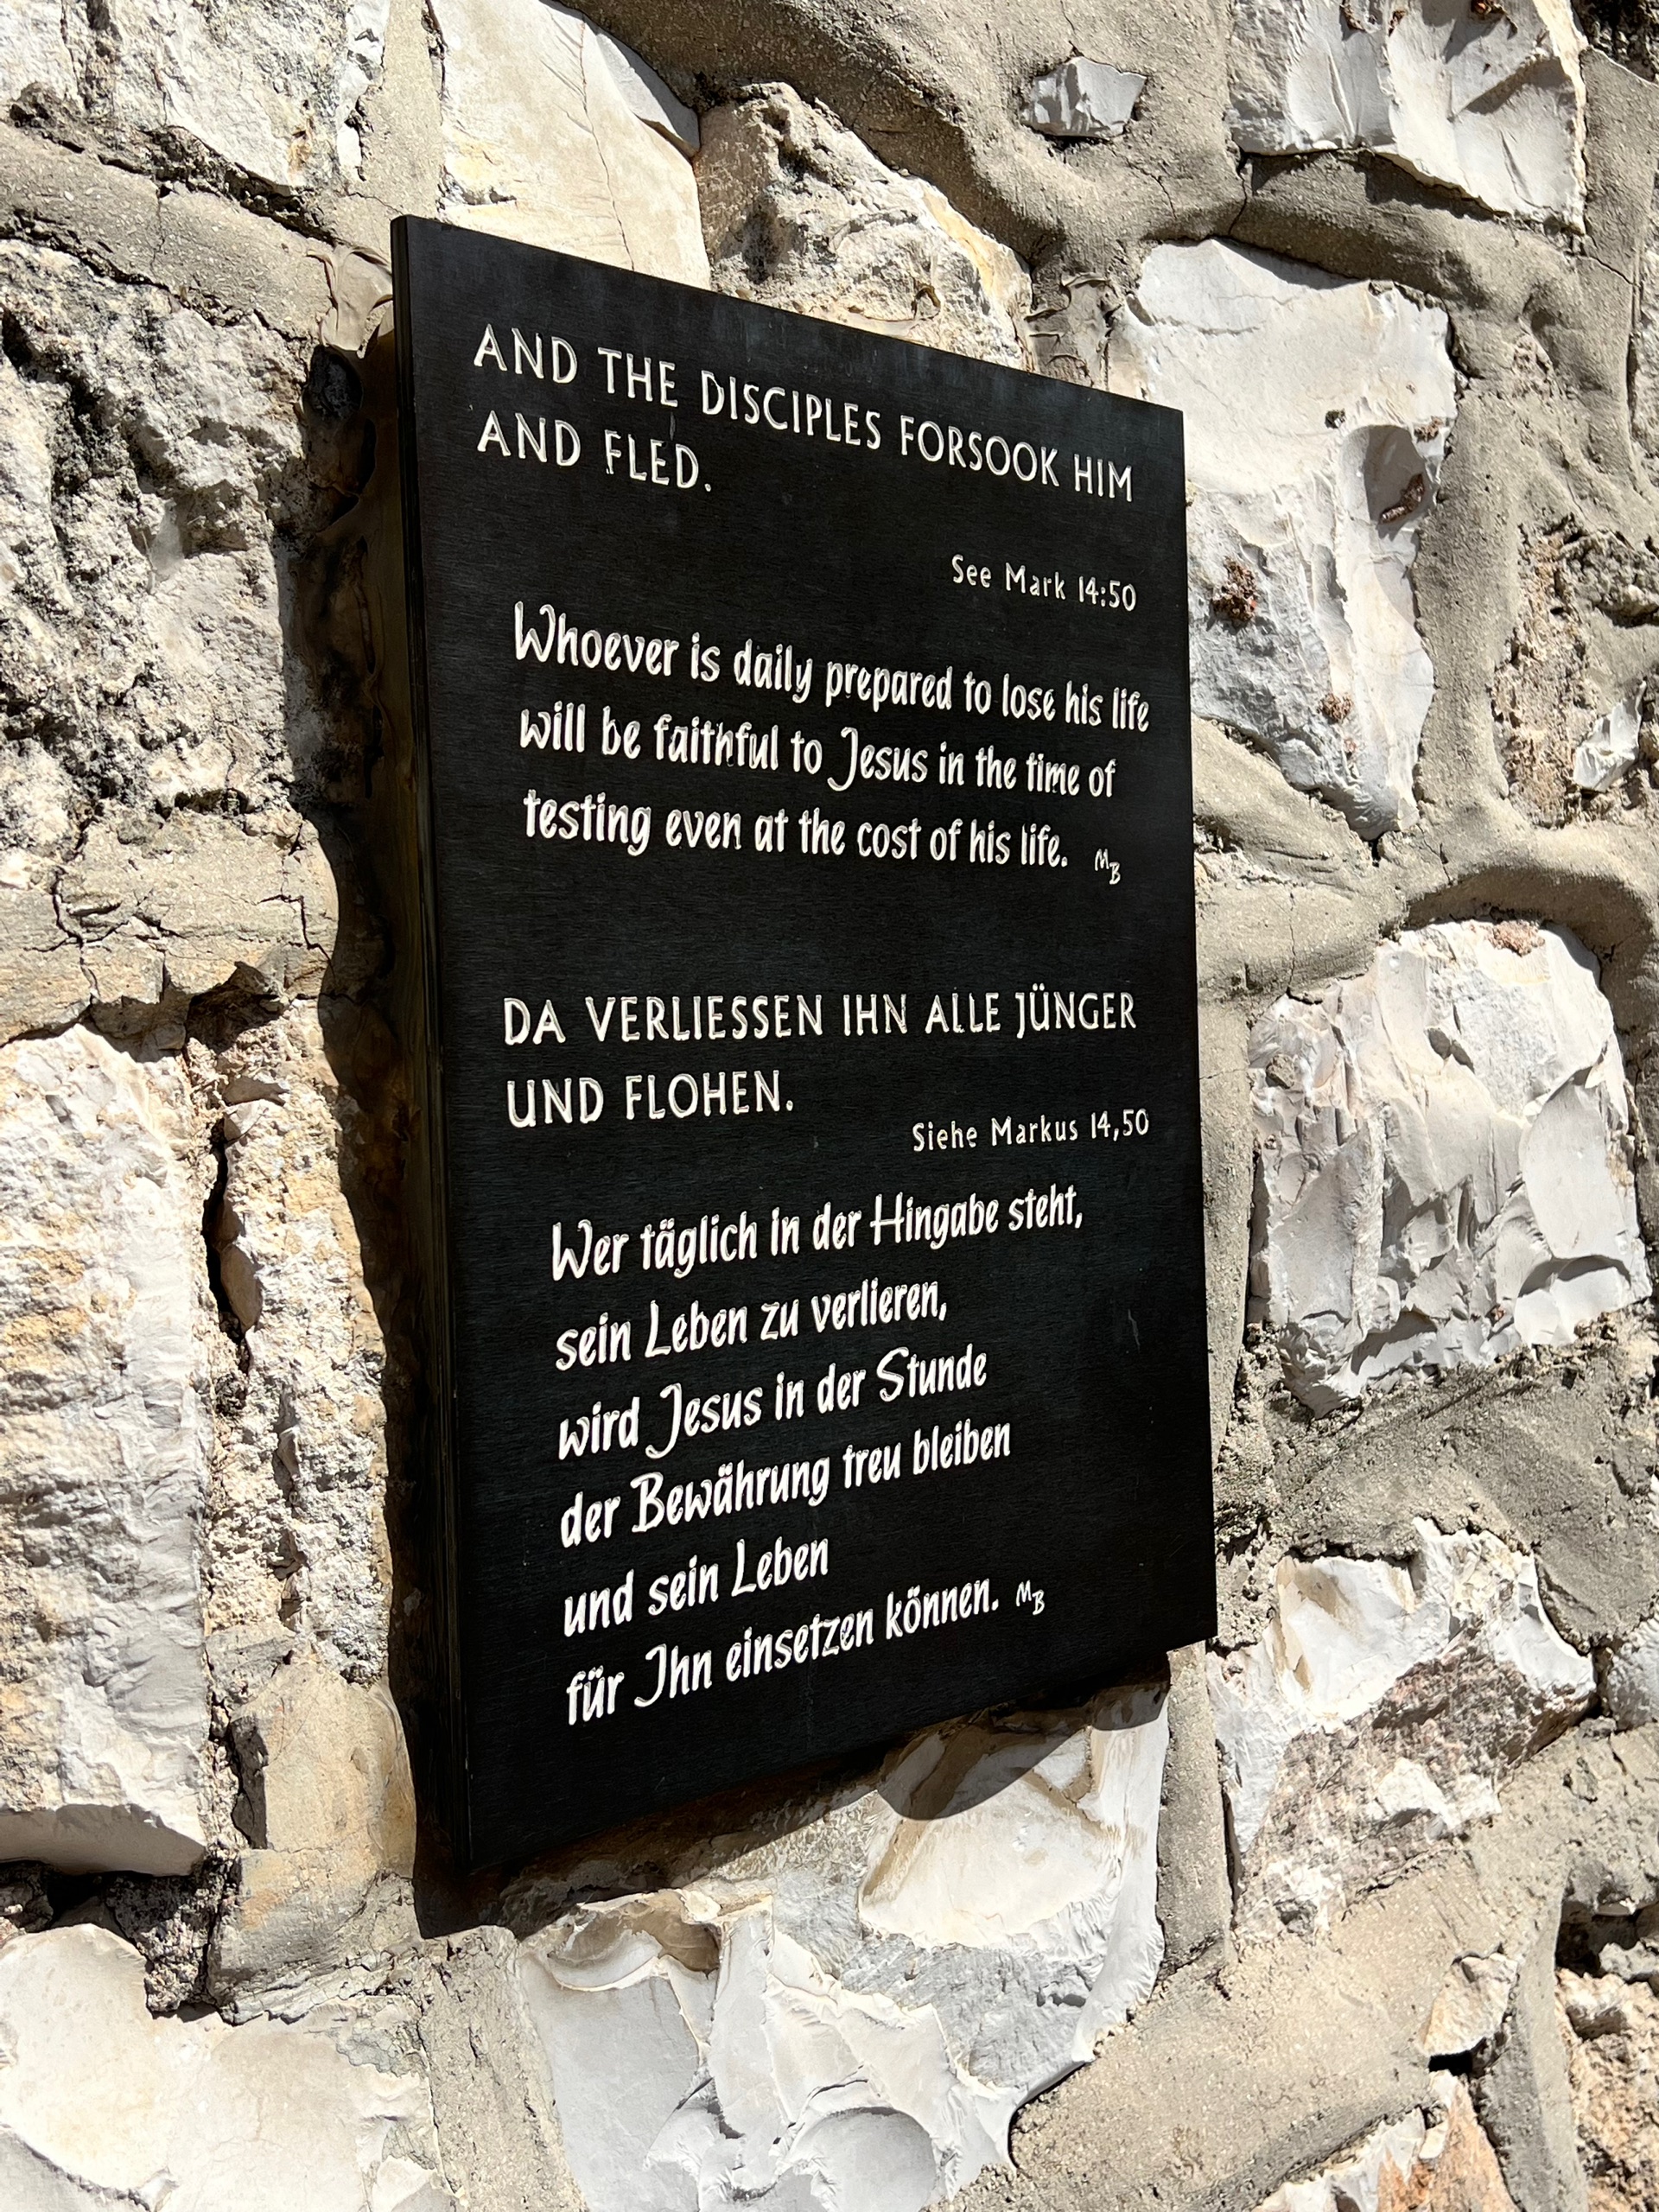 AND THE DISCIPLES FORSOOK HIM
AND FLED.
See Mark 14:50
Whoever is daily prepared to lose his life
will be faithful to Jesus in the time of
testing even at the cost of his life. MB
DA VERLIESSEN IHN ALLE JÜNGER
UND FLOHEN.
Siehe Markus 14,50
Wer täglich in der Hingabe steht,
sein Leben zu verlieren,
wird Jesus in der Stunde
der Bewährung treu bleiben
und sein Leben
für Ihn einsetzen können. MB